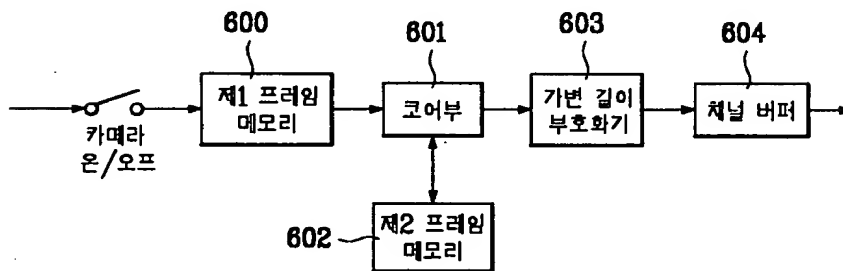 600
601
603
604
제1 프레임
메모리
코어부
가변 길이
부호화기
채널 버퍼
카메라
온/오프
602
제2 프레임
메모리